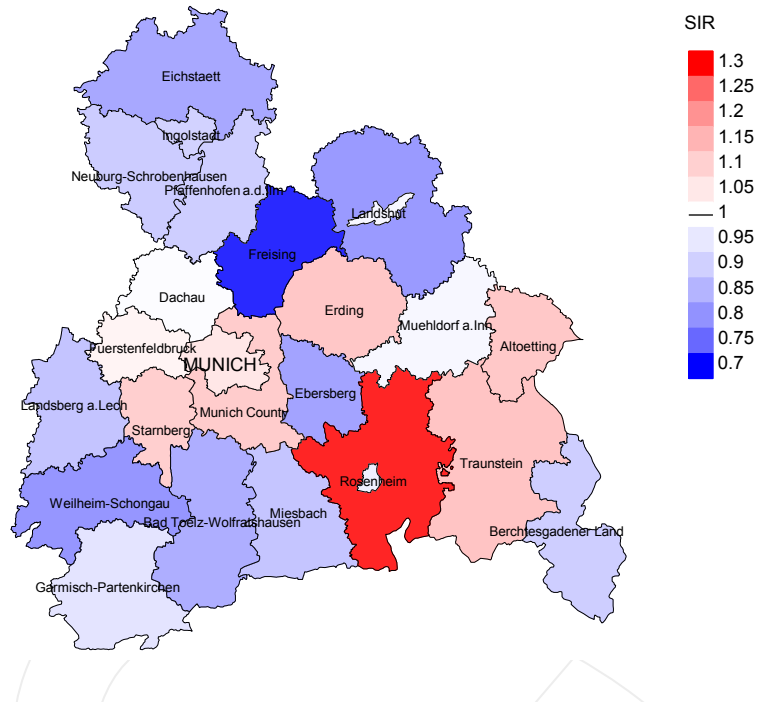 SIR
1.3
1.25
1.2
1.15
1.1
1.05
1
0.95
0.9
0.85
0.8
0.75
0.7
Eichstaett
Ingolstadt
Neuburg-Schrobenhausen
Pfaffenhofen a.d.Ilm
Landshut
Freising
Dachau
Erding
Muehldorf a.Inn
Altoetting
Fuerstenfeldbruck
MUNICH
Ebersberg
Landsberg a.Lech
Munich County
Starnberg
Traunstein
Rosenheim
Weilheim-Schongau
Miesbach
Bad Toelz-Wolfratshausen
Berchtesgadener Land
Garmisch-Partenkirchen